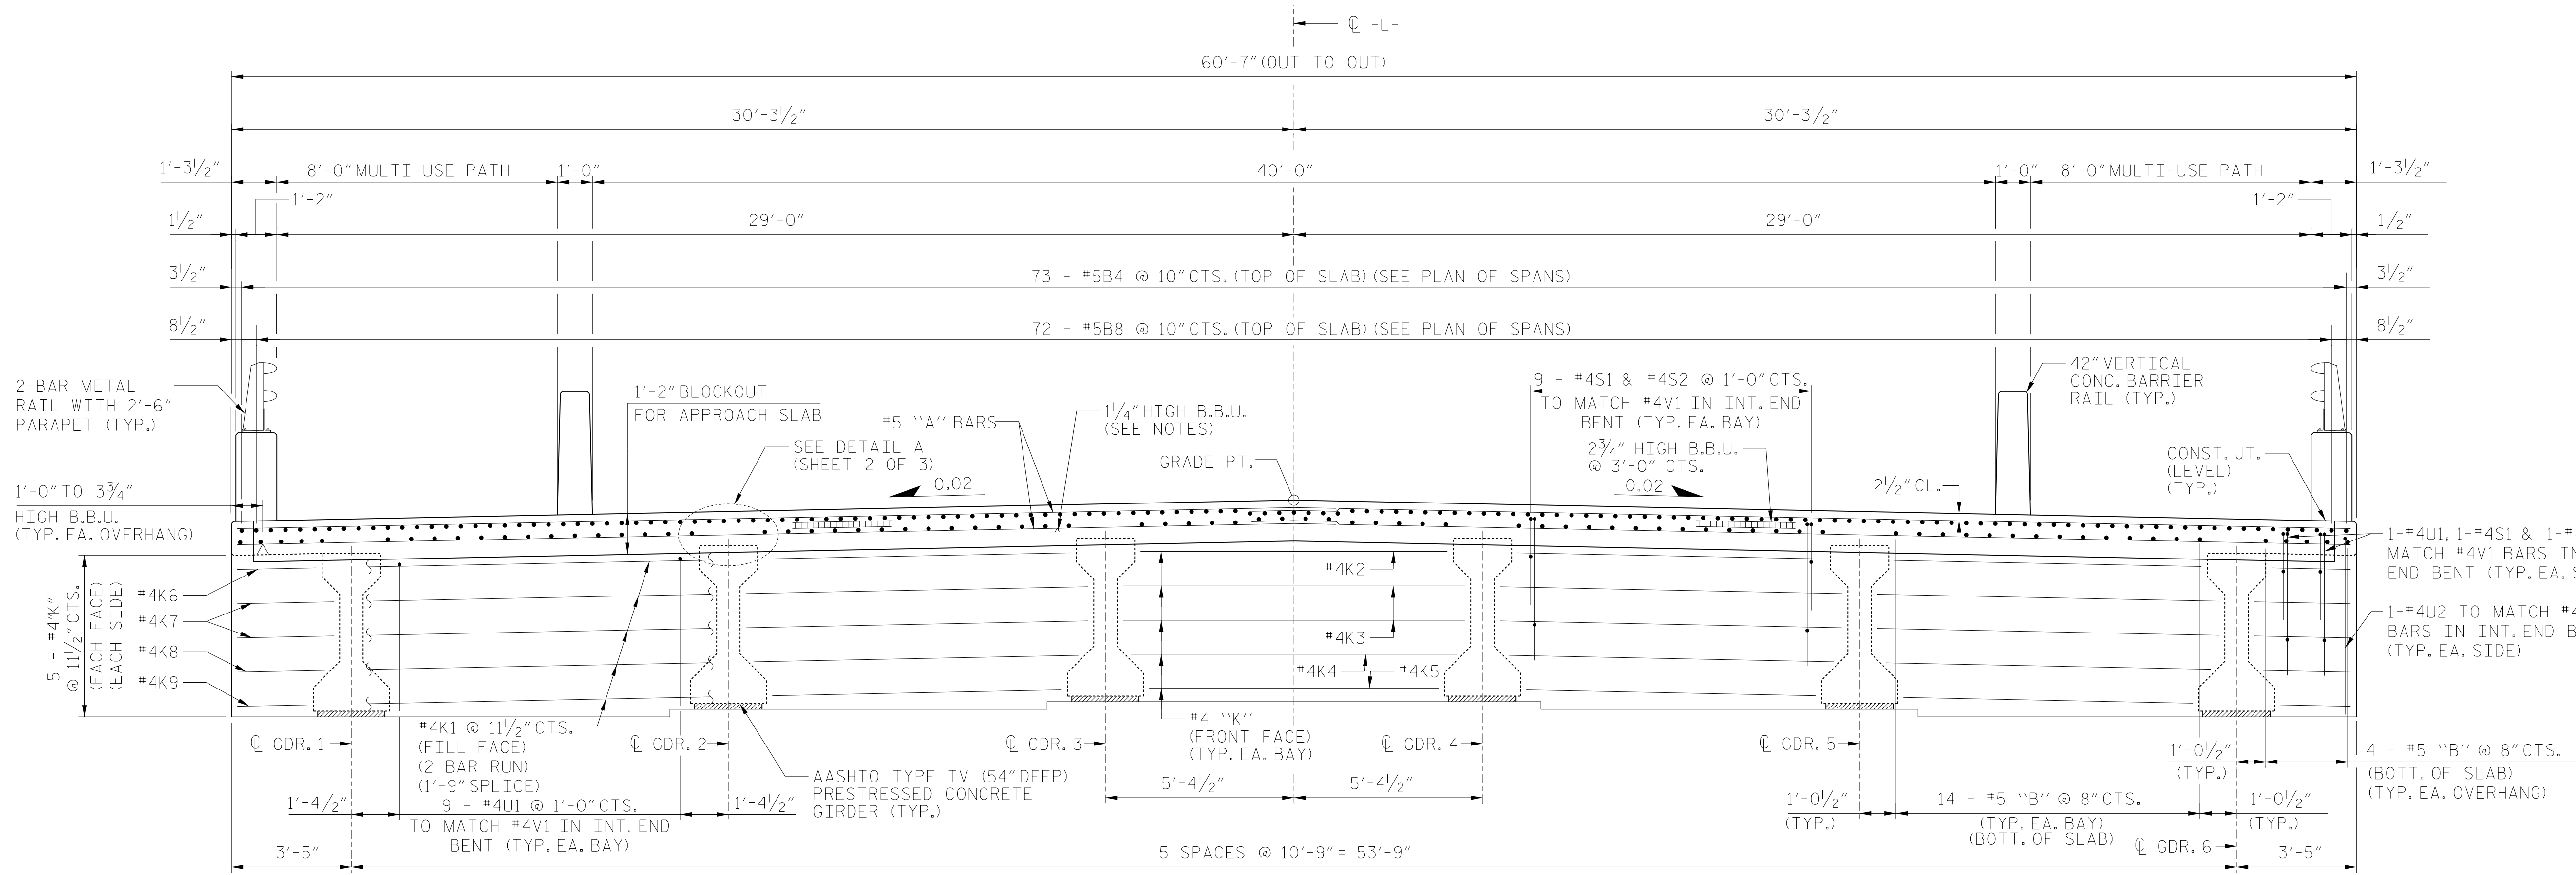 ℄ -L-
60'-7" (OUT TO OUT)
30'-3½"
30'-3½"
1'-3½"
8'-0" MULTI-USE PATH
1'-0"
40'-0"
1'-0"
8'-0" MULTI-USE PATH
1'-3½"
1'-2"
1'-2"
1½"
29'-0"
29'-0"
1½"
3½"
73 - #5B4 @ 10" CTS. (TOP OF SLAB) (SEE PLAN OF SPANS)
3½"
8½"
72 - #5B8 @ 10" CTS. (TOP OF SLAB) (SEE PLAN OF SPANS)
8½"
2-BAR METAL
RAIL WITH 2'-6"
PARAPET (TYP.)
1'-2" BLOCKOUT
FOR APPROACH SLAB
#5 "A" BARS
1¼" HIGH B.B.U.
(SEE NOTES)
SEE DETAIL A
(SHEET 2 OF 3)
GRADE PT.
9 - #4S1 & #4S2 @ 1'-0" CTS.
TO MATCH #4V1 IN INT. END
BENT (TYP. EA. BAY)
2¾" HIGH B.B.U.
@ 3'-0" CTS.
42" VERTICAL
CONC. BARRIER
RAIL (TYP.)
CONST. JT.
(LEVEL)
(TYP.)
1'-0" TO 3¾"
HIGH B.B.U.
(TYP. EA. OVERHANG)
0.02
0.02
2½" CL.
1-#4U1, 1-#4S1 & 1-#
MATCH #4V1 BARS IN
END BENT (TYP. EA. S
1-#4U2 TO MATCH #4
BARS IN INT. END B
(TYP. EA. SIDE)
5 - #4"K"
@ 11½" CTS.
(EACH FACE)
(EACH SIDE)
#4K6
#4K7
#4K8
#4K9
#4K2
#4K3
#4K4
#4K5
#4K1 @ 11½" CTS.
(FILL FACE)
(2 BAR RUN)
(1'-9" SPLICE)
#4 "K"
(FRONT FACE)
(TYP. EA. BAY)
℄ GDR. 1
℄ GDR. 2
℄ GDR. 3
℄ GDR. 4
℄ GDR. 5
℄ GDR. 6
AASHTO TYPE IV (54" DEEP)
PRESTRESSED CONCRETE
GIRDER (TYP.)
5'-4½"
5'-4½"
1'-4½"
9 - #4U1 @ 1'-0" CTS.
TO MATCH #4V1 IN INT. END
BENT (TYP. EA. BAY)
1'-4½"
1'-0½"
(TYP.)
4 - #5 "B" @ 8" CTS.
(BOTT. OF SLAB)
(TYP. EA. OVERHANG)
1'-0½"
(TYP.)
14 - #5 "B" @ 8" CTS.
(TYP. EA. BAY)
(BOTT. OF SLAB)
1'-0½"
(TYP.)
3'-5"
5 SPACES @ 10'-9" = 53'-9"
3'-5"